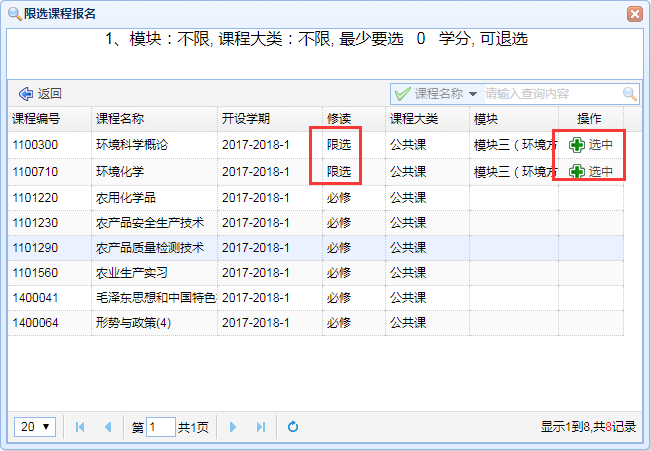 限选课程报名
1、模块：不限, 课程大类：不限, 最少要选 0 学分, 可退选
返回 课程名称 请输入查询内容
课程编号 课程名称 开设学期 修读 课程大类 模块 操作
1100300 环境科学概论 2017-2018-1 限选 公共课 模块三（环境方 选中
1100710 环境化学 2017-2018-1 限选 公共课 模块三（环境方 选中
1101220 农用化学品 2017-2018-1 必修 公共课
1101230 农产品安全生产技术 2017-2018-1 必修 公共课
1101290 农产品质量检测技术 2017-2018-1 必修 公共课
1101560 农业生产实习 2017-2018-1 必修 公共课
1400041 毛泽东思想和中国特色 2017-2018-1 必修 公共课
1400064 形势与政策(4) 2017-2018-1 必修 公共课
20 第 1 共1页 显示1到8,共8记录